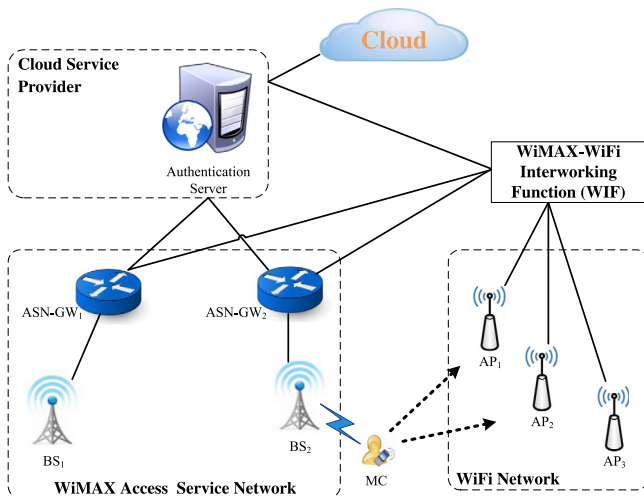 Cloud
Cloud Service
Provider
Authentication
Server
WiMAX-WiFi
Interworking
Function (WIF)
ASN-GW₁
ASN-GW₂
AP₁
AP₂
AP₃
BS₁
BS₂
MC
WiMAX Access Service Network
WiFi Network